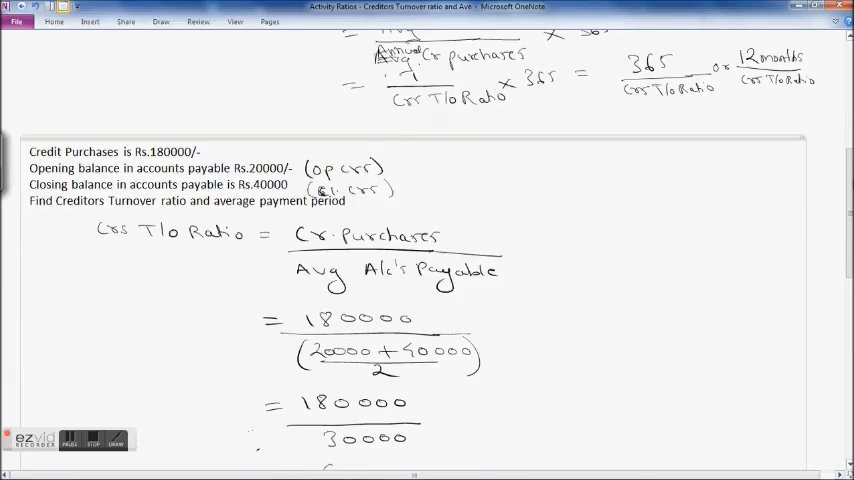 Activity Ratios - Creditors Turnover ratio and Ave - Microsoft OneNote
File Home Insert Share Draw Review View Pages
= × 365
Annual
Cr purchases
= 1 / Crs T/o Ratio × 365 = 365 / Crs T/o Ratio or 12 months / Crs T/o Ratio
Credit Purchases is Rs.180000/-
Opening balance in accounts payable Rs.20000/- (op crs)
Closing balance in accounts payable is Rs.40000 (cl. crs)
Find Creditors Turnover ratio and average payment period
Crs T/o Ratio = Cr. Purchases
Avg A/c's Payable
= 180000
(20000 + 40000
2)
= 180000
30000
ezvid
RECORDER
PAUSE STOP DRAW